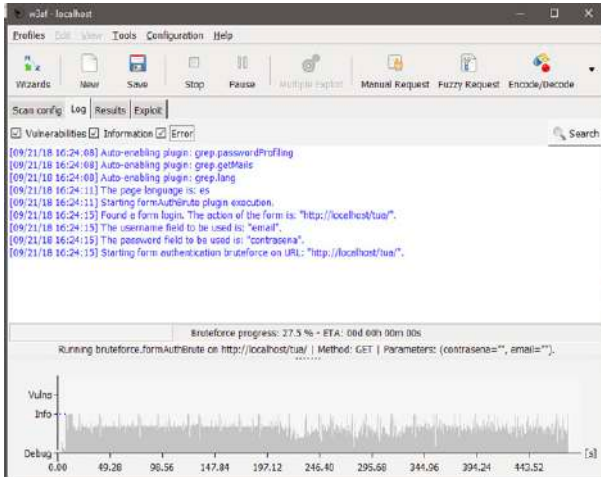 w3af - localhost
Profiles Edit View Tools Configuration Help
Wizards New Save Stop Pause Multiple Exploit Manual Request Fuzzy Request Encode/Decode
Scan config Log Results Exploit
Vulnerabilities Information Error Search
[09/21/18 16:24:08] Auto-enabling plugin: grep.passwordProfiling
[09/21/18 16:24:08] Auto-enabling plugin: grep.getMails
[09/21/18 16:24:08] Auto-enabling plugin: grep.lang
[09/21/18 16:24:11] The page language is: es
[09/21/18 16:24:11] Starting formAuthBrute plugin execution.
[09/21/18 16:24:15] Found a form login. The action of the form is: "http://localhost/tua/".
[09/21/18 16:24:15] The username field to be used is: "email".
[09/21/18 16:24:15] The password field to be used is: "contrasena".
[09/21/18 16:24:15] Starting form authentication bruteforce on URL: "http://localhost/tua/".
Bruteforce progress: 27.5 % - ETA: 00d 00h 00m 00s
Running bruteforce.formAuthBrute on http://localhost/tua/ | Method: GET | Parameters: (contrasena="", email="").
Vulns
Info
Debug
[s]
0.00 49.28 98.56 147.84 197.12 246.40 295.68 344.96 394.24 443.52